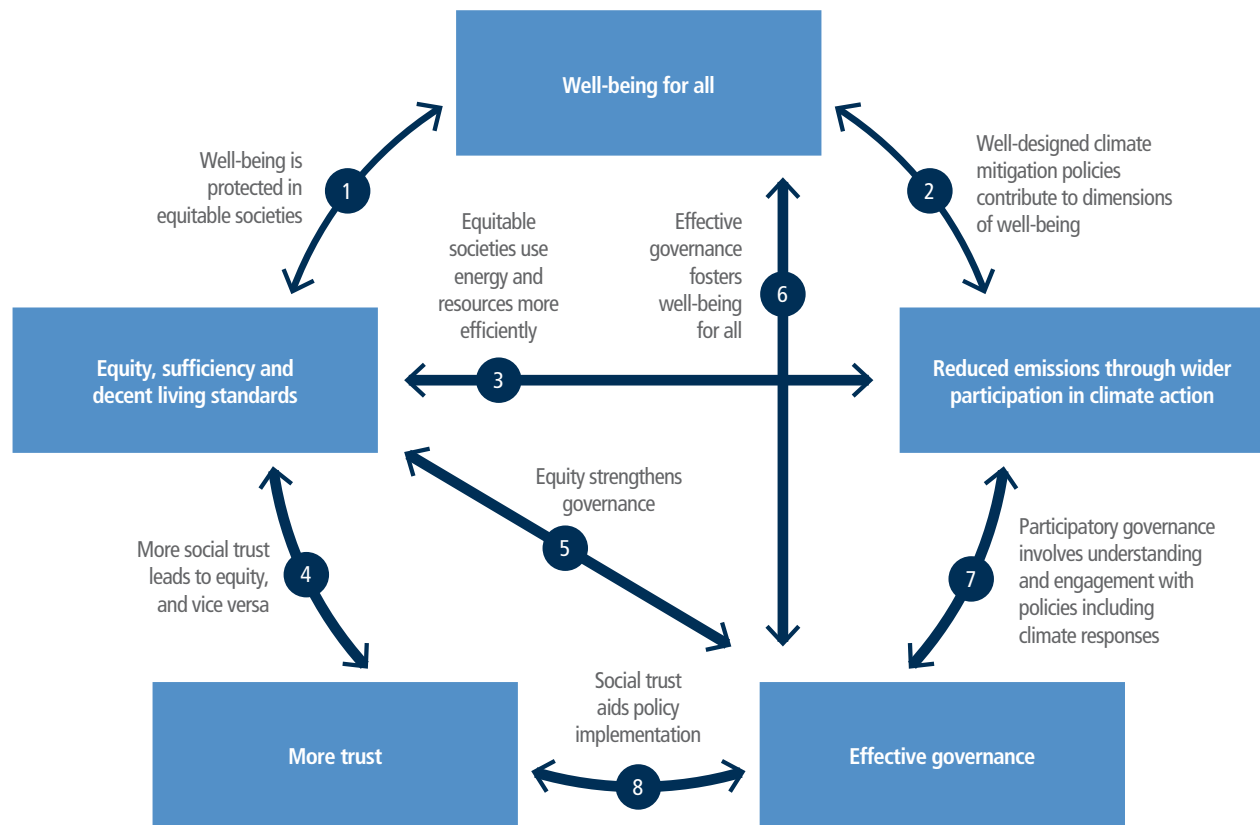 Well-being for all
1
Well-being is
protected in
equitable societies
2
Well-designed climate
mitigation policies
contribute to dimensions
of well-being
Equitable
societies use
energy and
resources more
efficiently
3
Effective
governance
fosters
well-being
for all
6
Equity, sufficiency and
decent living standards
Reduced emissions through wider
participation in climate action
More social trust
leads to equity,
and vice versa
4
Equity strengthens
governance
5
7
Participatory governance
involves understanding
and engagement with
policies including
climate responses
More trust
Social trust
aids policy
implementation
8
Effective governance